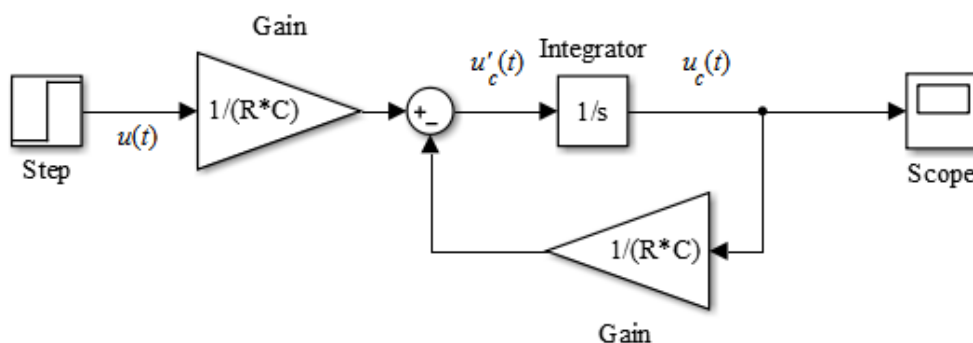 Gain
Integrator
u'c(t)
uc(t)
1/(R*C)
+
−
1/s
u(t)
Step
Scope
1/(R*C)
Gain